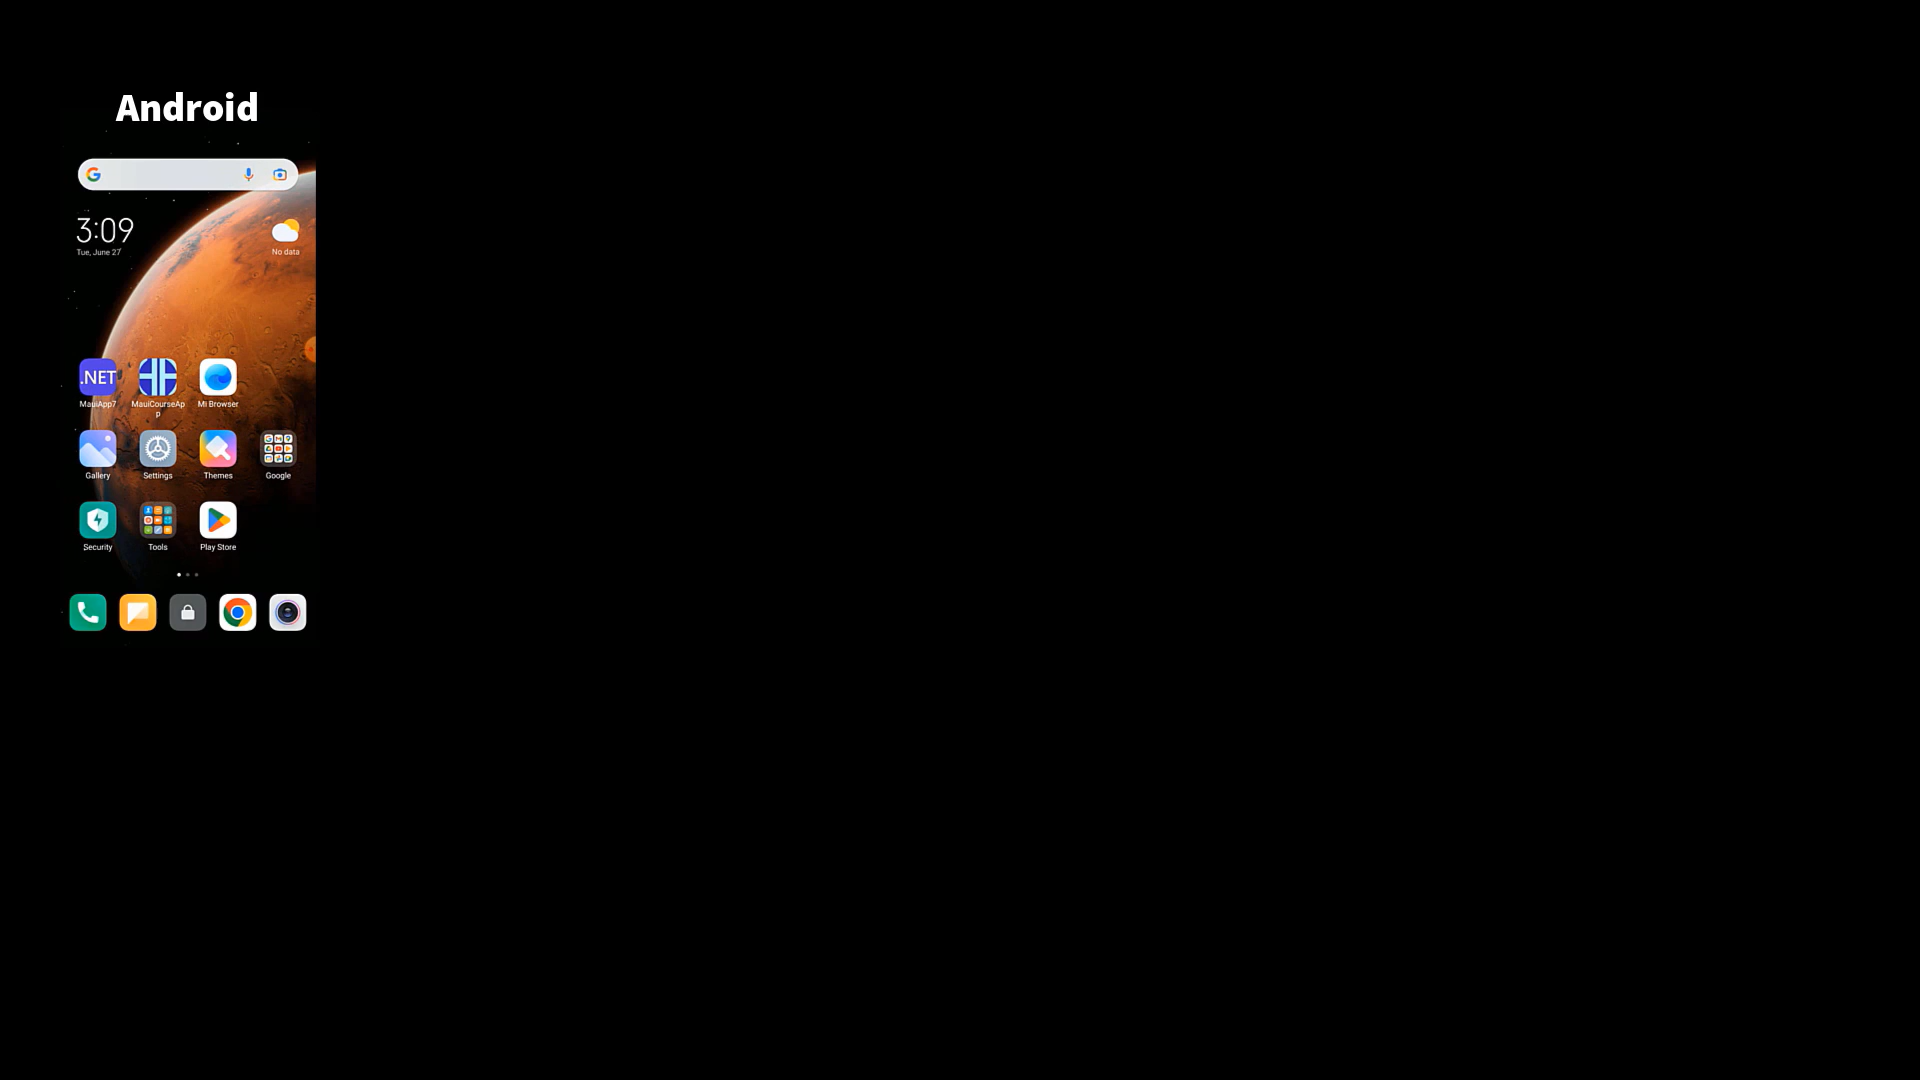 Android
3:09
Tue, June 27
No data
.NET
MauiApp7
MauiCourseAp
p
Mi Browser
Gallery
Settings
Themes
Google
Security
Tools
Play Store